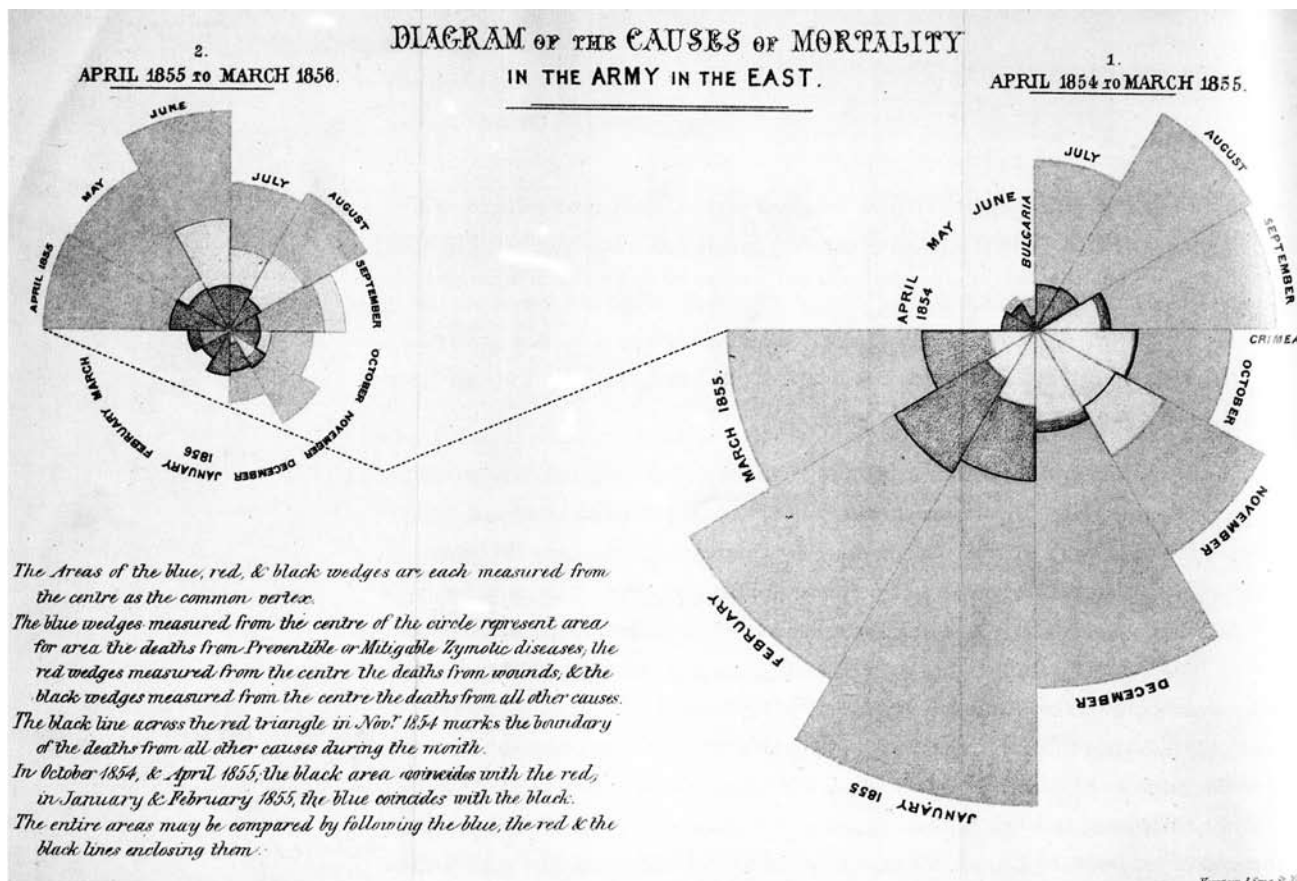 DIAGRAM OF THE CAUSES OF MORTALITY
IN THE ARMY IN THE EAST.
2.
APRIL 1855 TO MARCH 1856.
1.
APRIL 1854 TO MARCH 1855.
APRIL 1855
MAY
JUNE
JULY
AUGUST
SEPTEMBER
OCTOBER
NOVEMBER
DECEMBER
JANUARY
1856
FEBRUARY
MARCH
APRIL
1854
MAY
JUNE
BULGARIA
JULY
AUGUST
SEPTEMBER
CRIMEA
OCTOBER
NOVEMBER
DECEMBER
JANUARY 1855
FEBRUARY
MARCH 1855.
The Areas of the blue, red, & black wedges are each measured from
the centre as the common vertex.
The blue wedges measured from the centre of the circle represent area
for area the deaths from Preventible or Mitigable Zymotic diseases; the
red wedges measured from the centre the deaths from wounds; & the
black wedges measured from the centre the deaths from all other causes.
The black line across the red triangle in Novr. 1854 marks the boundary
of the deaths from all other causes during the month.
In October 1854, & April 1855, the black area coincides with the red;
in January & February 1855, the blue coincides with the black.
The entire areas may be compared by following the blue, the red & the
black lines enclosing them.